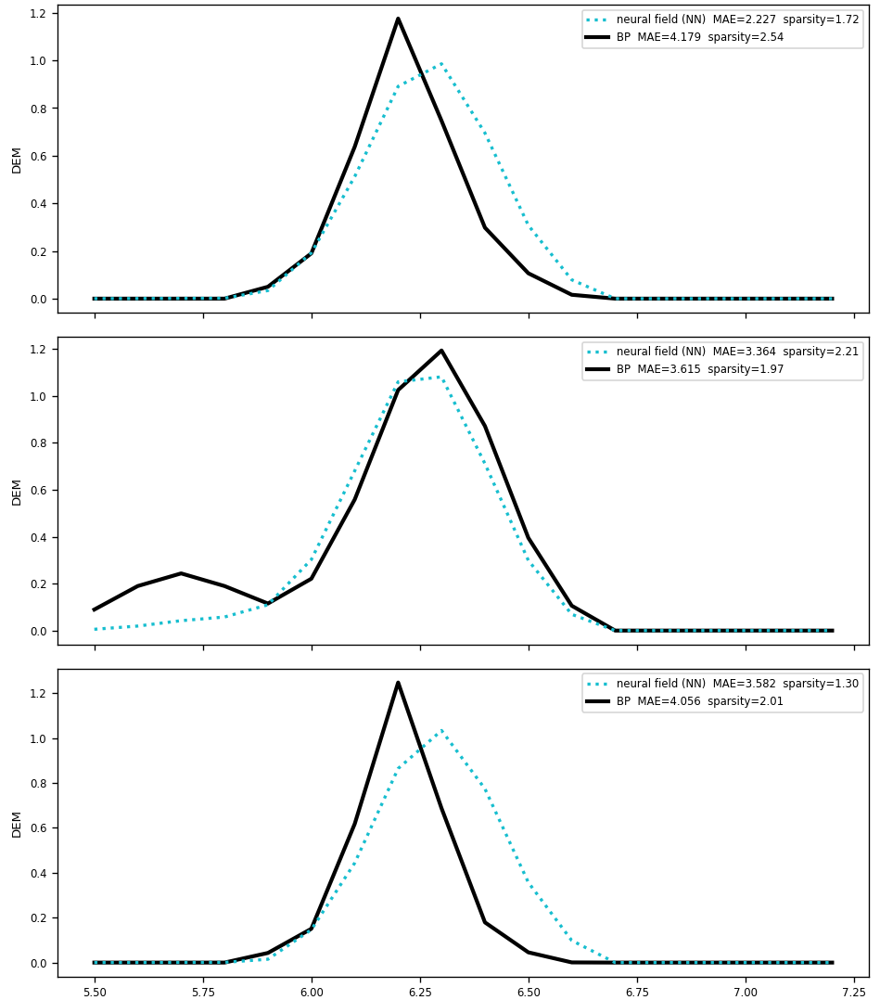 neural field (NN)  MAE=2.227  sparsity=1.72
BP  MAE=4.179  sparsity=2.54
1.2
1.0
0.8
0.6
0.4
0.2
0.0
DEM
neural field (NN)  MAE=3.364  sparsity=2.21
BP  MAE=3.615  sparsity=1.97
1.2
1.0
0.8
0.6
0.4
0.2
0.0
DEM
neural field (NN)  MAE=3.582  sparsity=1.30
BP  MAE=4.056  sparsity=2.01
1.2
1.0
0.8
0.6
0.4
0.2
0.0
DEM
5.50 5.75 6.00 6.25 6.50 6.75 7.00 7.25